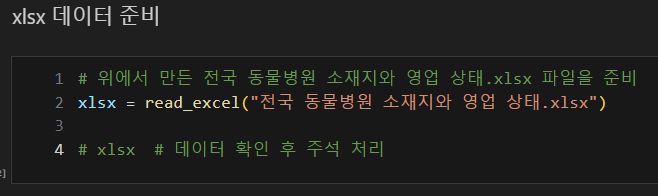 xlsx 데이터 준비
1 # 위에서 만든 전국 동물병원 소재지와 영업 상태.xlsx 파일을 준비
2 xlsx = read_excel("전국 동물병원 소재지와 영업 상태.xlsx")
3
4 # xlsx  # 데이터 확인 후 주석 처리